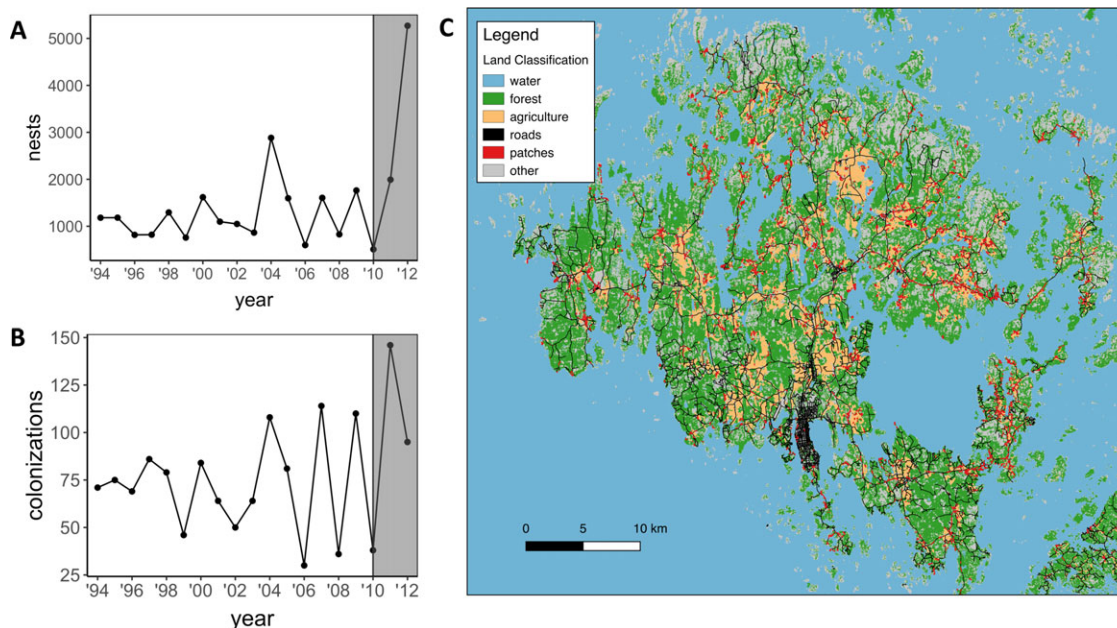 A
5000
nests
3000
2000
1000
'94 '96 '98 '00 '02 '04 '06 '08 '10 '12
year
B
150
125
colonizations
100
75
50
25
'94 '96 '98 '00 '02 '04 '06 '08 '10 '12
year
C
Legend
Land Classification
water
forest
agriculture
roads
patches
other
0 5 10 km